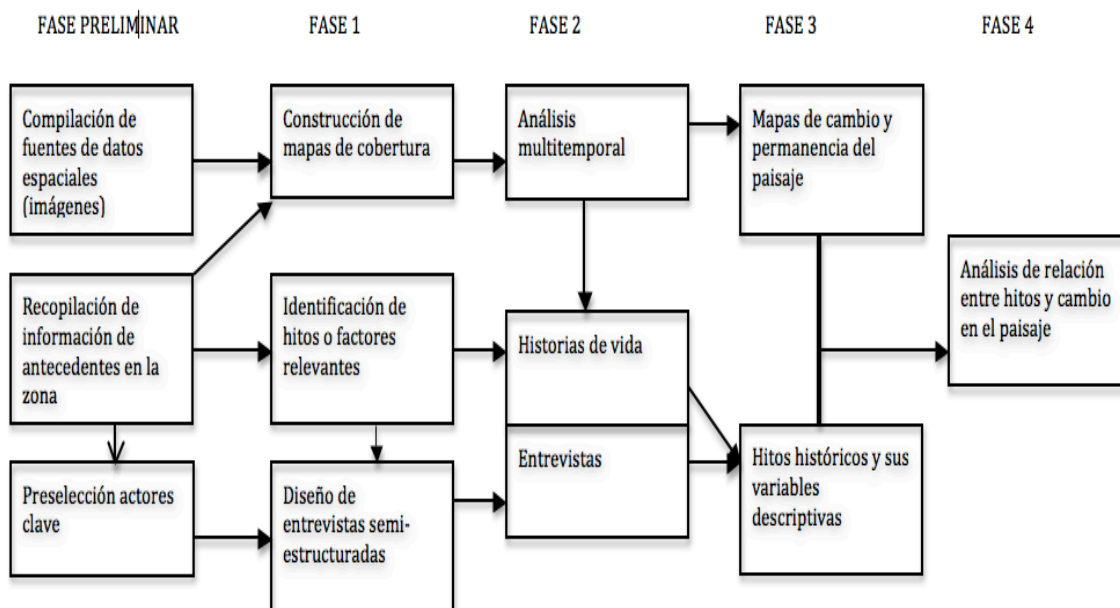 FASE PRELIMINAR
FASE 1
FASE 2
FASE 3
FASE 4
Compilación de
fuentes de datos
espaciales
(imágenes)
Construcción de
mapas de cobertura
Análisis
multitemporal
Mapas de cambio y
permanencia del
paisaje
Recopilación de
información de
antecedentes en la
zona
Identificación de
hitos o factores
relevantes
Historias de vida
Análisis de relación
entre hitos y cambio
en el paisaje
Preselección actores
clave
Diseño de
entrevistas semi-
estructuradas
Entrevistas
Hitos históricos y sus
variables
descriptivas